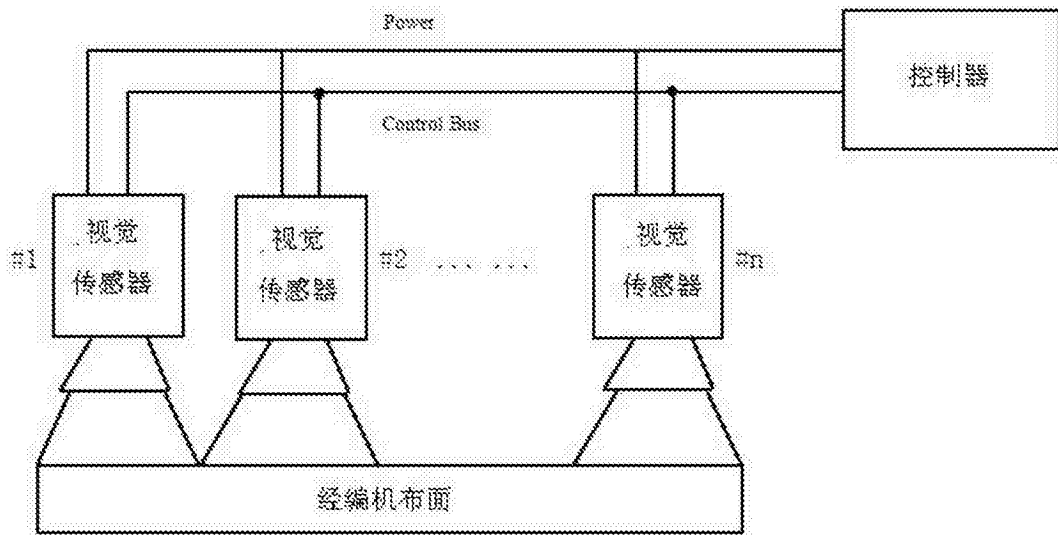 Power
控制器
Control Bus
#1
视觉
传感器
视觉
传感器
#2 ... ...
视觉
传感器
#n
经编机布面